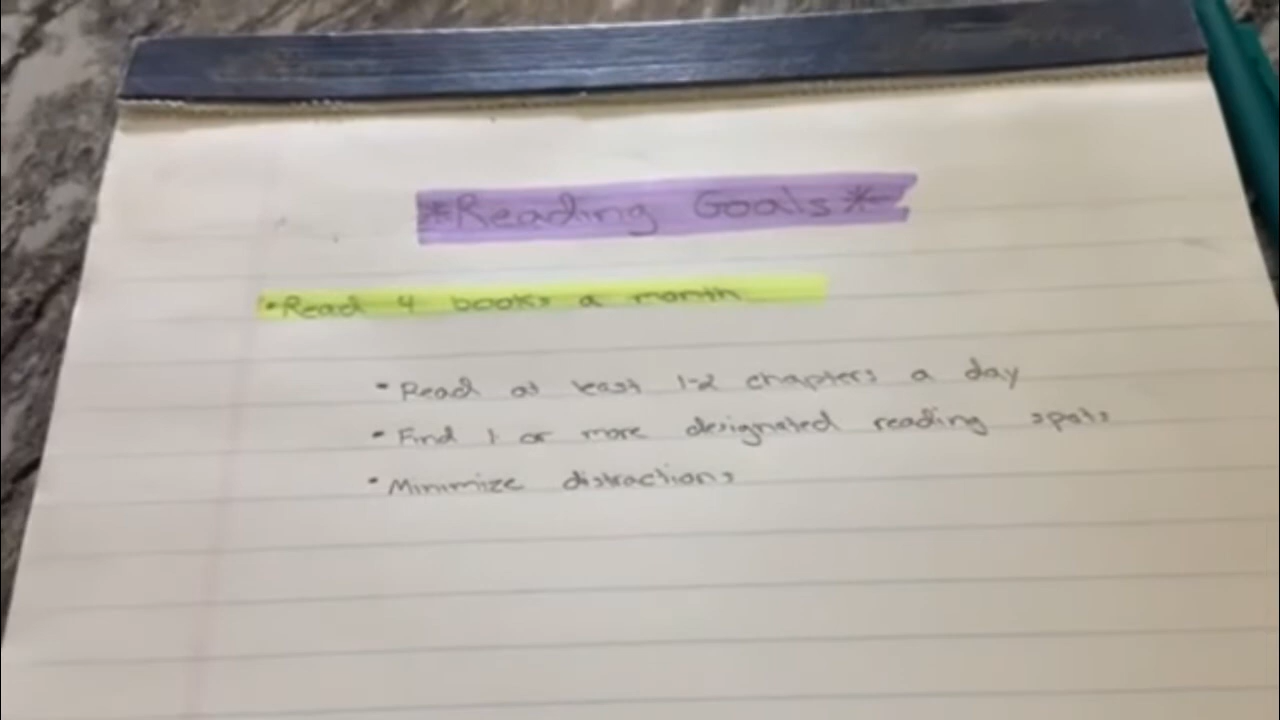 *Reading Goals*
•Read 4 books a month
• Read at least 1-2 chapters a day
• Find 1 or more designated reading spots
• Minimize distractions